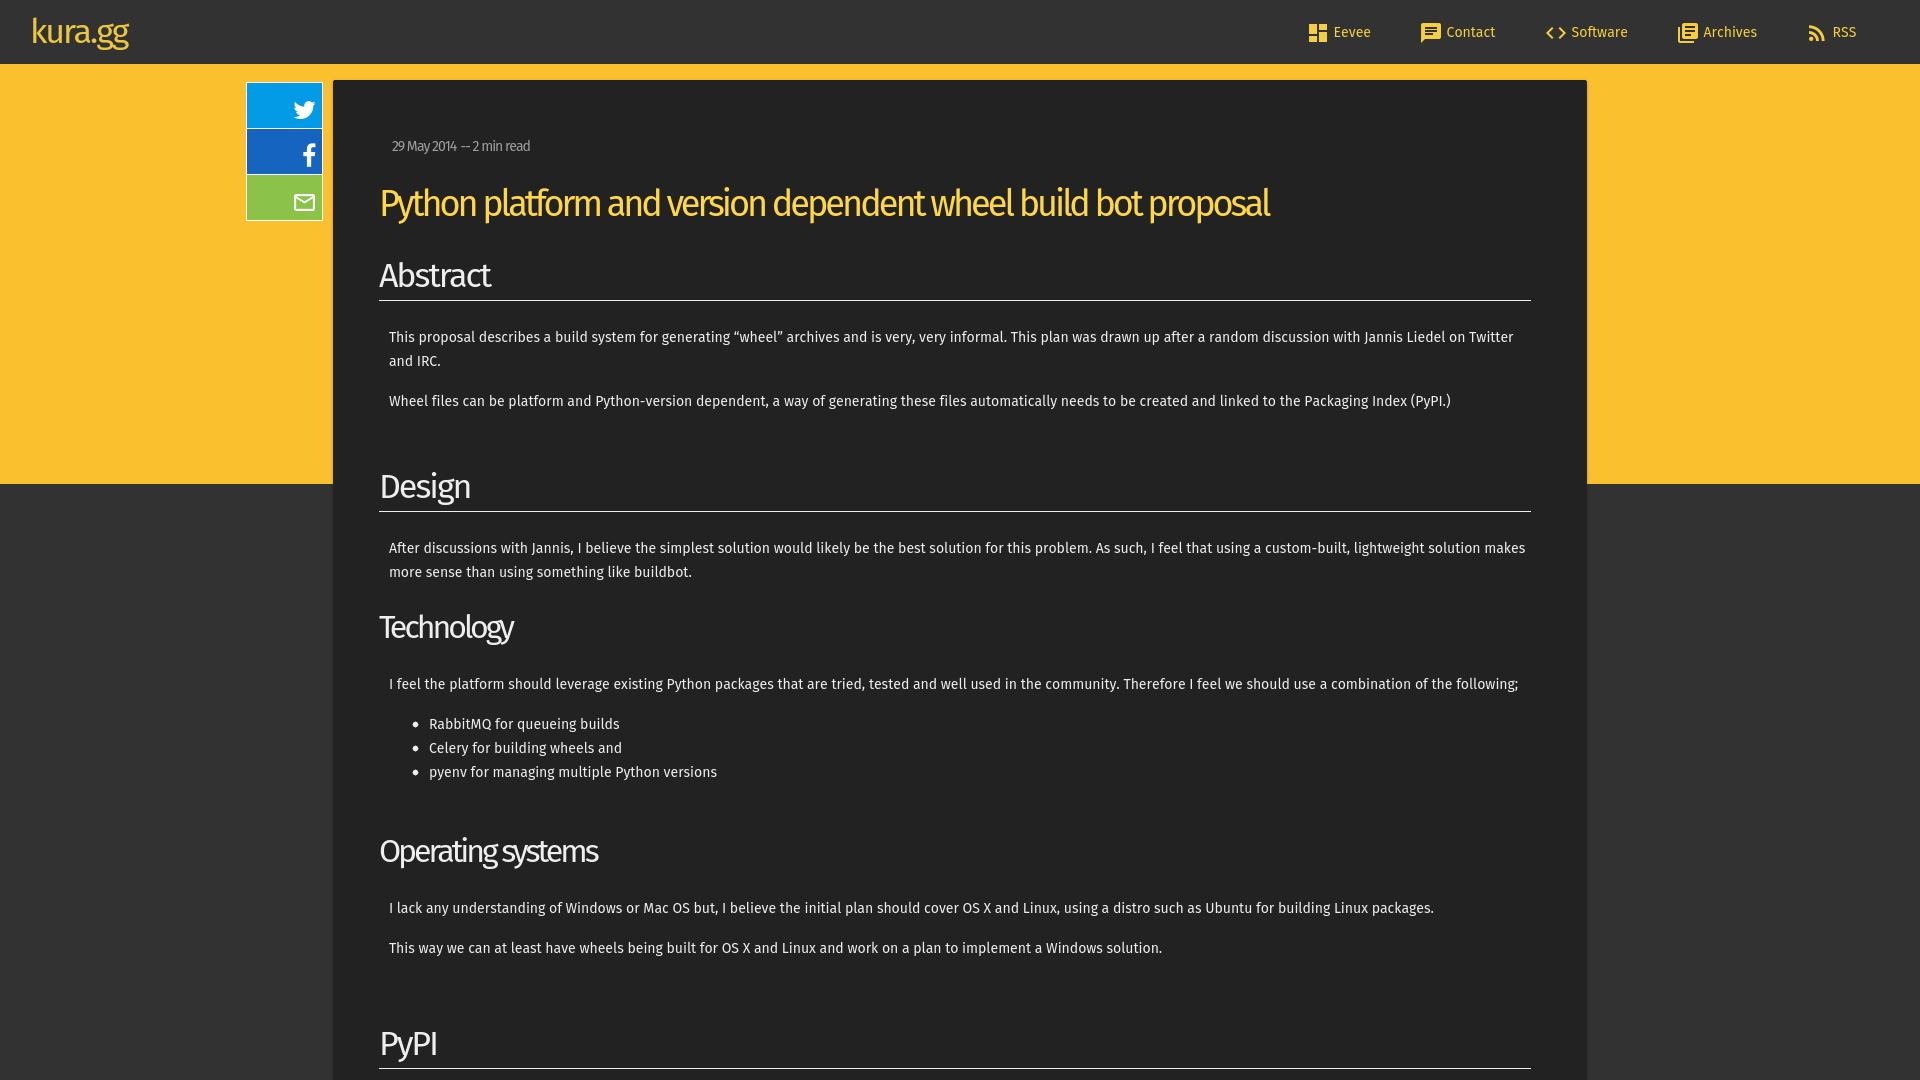 kura.gg
Eevee
Contact
Software
Archives
RSS
29 May 2014 -- 2 min read
Python platform and version dependent wheel build bot proposal
Abstract
This proposal describes a build system for generating “wheel” archives and is very, very informal. This plan was drawn up after a random discussion with Jannis Liedel on Twitter
and IRC.
Wheel files can be platform and Python-version dependent, a way of generating these files automatically needs to be created and linked to the Packaging Index (PyPI.)
Design
After discussions with Jannis, I believe the simplest solution would likely be the best solution for this problem. As such, I feel that using a custom-built, lightweight solution makes
more sense than using something like buildbot.
Technology
I feel the platform should leverage existing Python packages that are tried, tested and well used in the community. Therefore I feel we should use a combination of the following;
• RabbitMQ for queueing builds
• Celery for building wheels and
• pyenv for managing multiple Python versions
Operating systems
I lack any understanding of Windows or Mac OS but, I believe the initial plan should cover OS X and Linux, using a distro such as Ubuntu for building Linux packages.
This way we can at least have wheels being built for OS X and Linux and work on a plan to implement a Windows solution.
PyPI